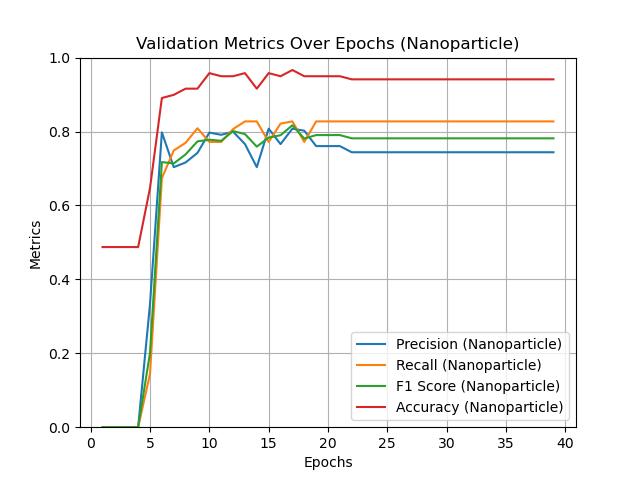 Validation Metrics Over Epochs (Nanoparticle)
1.0
0.8
0.6
0.4
0.2
0.0
Metrics
0 5 10 15 20 25 30 35 40
Epochs
Precision (Nanoparticle)
Recall (Nanoparticle)
F1 Score (Nanoparticle)
Accuracy (Nanoparticle)